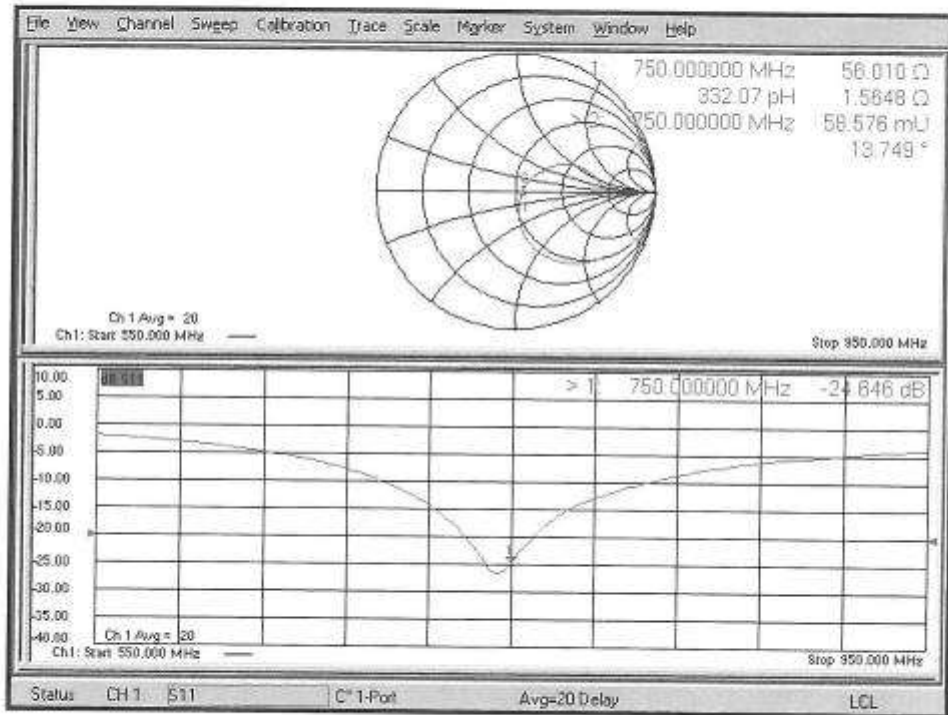 File View Channel Sweep Calibration Trace Scale Marker System Window Help
1: 750.000000 MHz 56.010 Ω
332.07 pH 1.5648 Ω
>2: 750.000000 MHz 58.576 mU
13.749 °
Ch 1 Avg = 20
Ch1: Start 550.000 MHz
Stop 950.000 MHz
10.00
5.00
0.00
-5.00
-10.00
-15.00
-20.00
-25.00
-30.00
-35.00
-40.00
dB S11
> 1: 750.000000 MHz -24.646 dB
1
Ch 1 Avg = 20
Ch1: Start 550.000 MHz
Stop 950.000 MHz
Status CH 1: S11 C* 1-Port Avg=20 Delay LCL